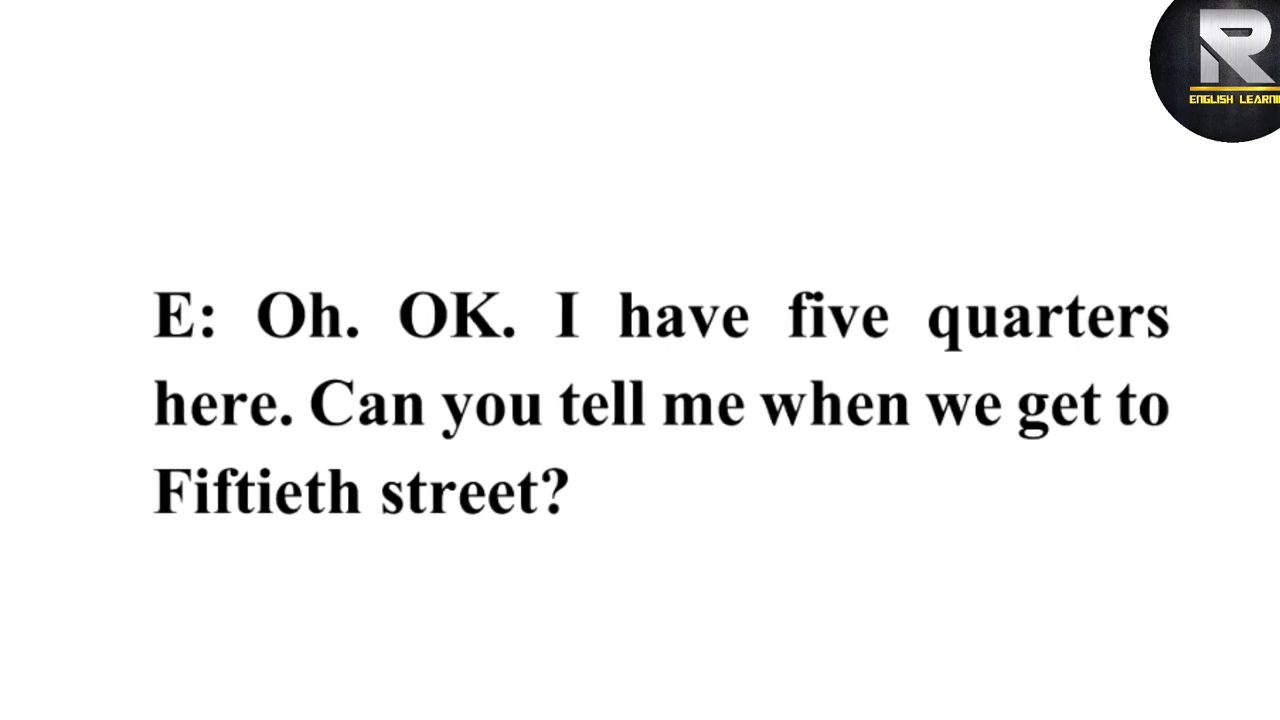 R
ENGLISH LEARNI
E: Oh. OK. I have five quarters
here. Can you tell me when we get to
Fiftieth street?